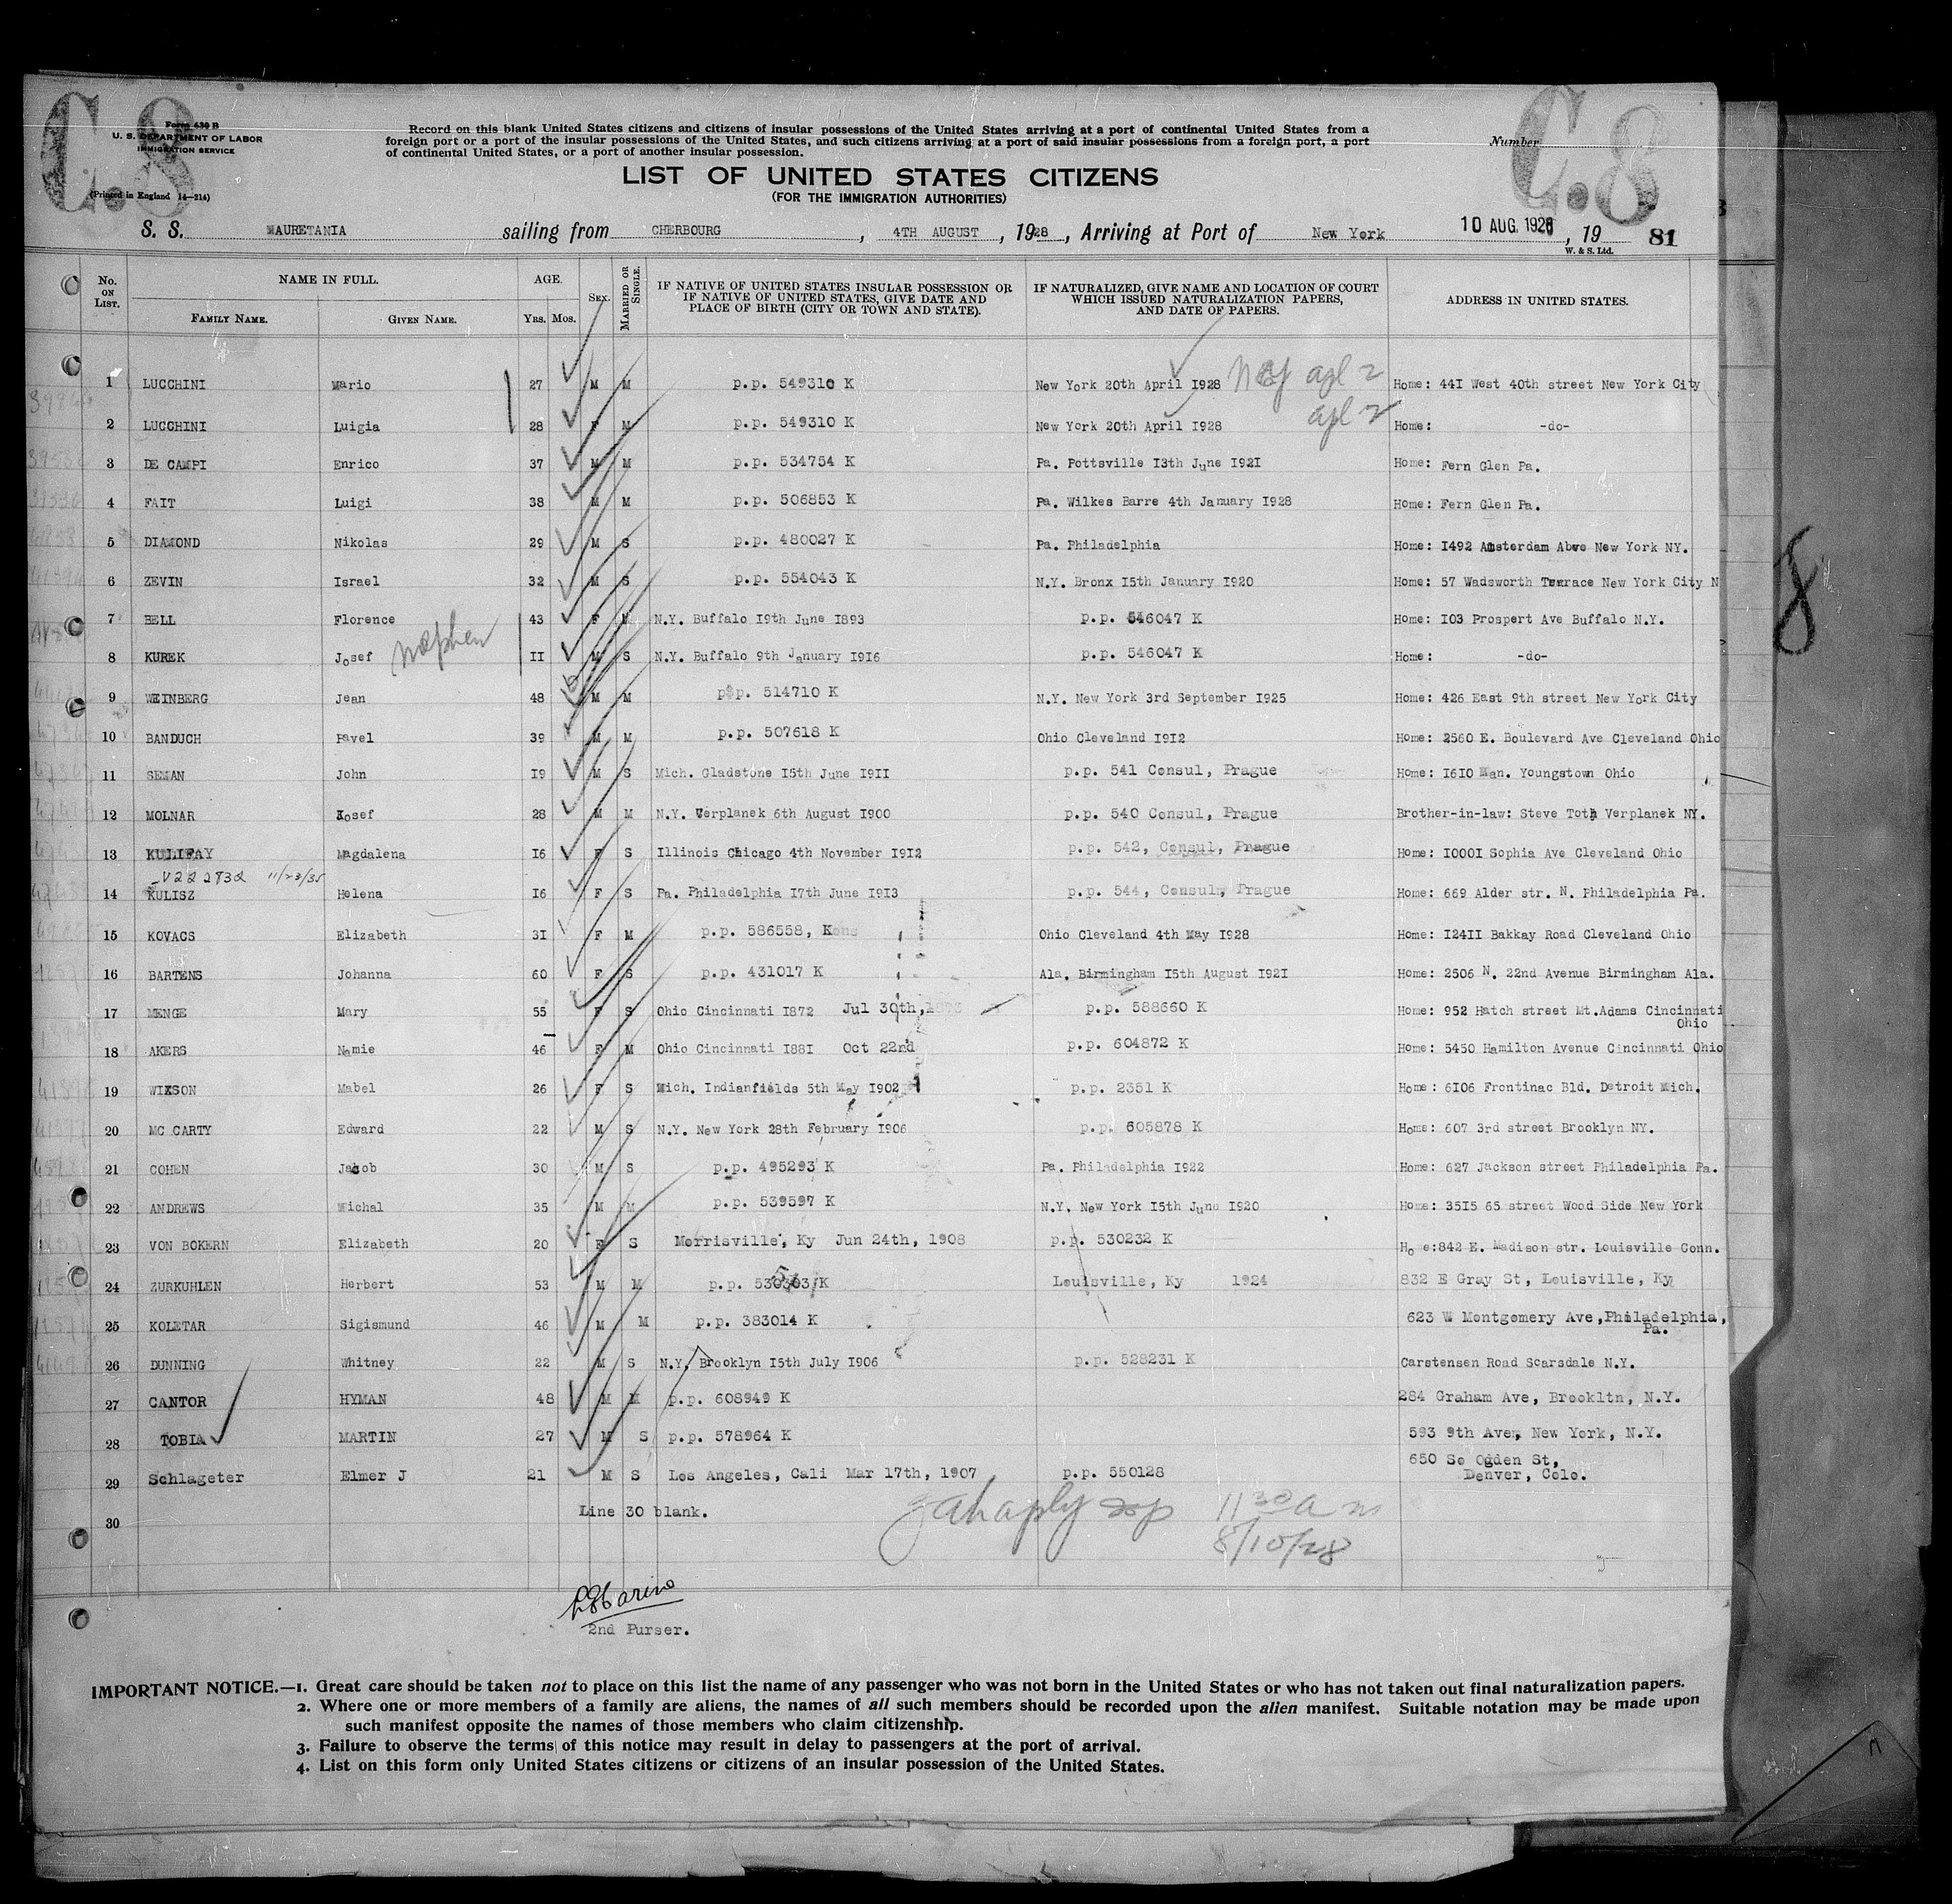 C.8
C.8
Form 630 B
U. S. DEPARTMENT OF LABOR
IMMIGRATION SERVICE
(Printed in England 14—214)
Record on this blank United States citizens and citizens of insular possessions of the United States arriving at a port of continental United States from a
foreign port or a port of the insular possessions of the United States, and such citizens arriving at a port of said insular possessions from a foreign port, a port
of continental United States, or a port of another insular possession.
Number
LIST OF UNITED STATES CITIZENS
(FOR THE IMMIGRATION AUTHORITIES)
S. S. MAURETANIA sailing from CHERBOURG , 4TH AUGUST , 1928 , Arriving at Port of New York 10 AUG. 1928 , 19 81
W. & S. Ltd.
No. ON LIST. NAME IN FULL. FAMILY NAME. GIVEN NAME. AGE. YRS. MOS. SEX. MARRIED OR SINGLE. IF NATIVE OF UNITED STATES INSULAR POSSESSION OR IF NATIVE OF UNITED STATES, GIVE DATE AND PLACE OF BIRTH (CITY OR TOWN AND STATE). IF NATURALIZED, GIVE NAME AND LOCATION OF COURT WHICH ISSUED NATURALIZATION PAPERS, AND DATE OF PAPERS. ADDRESS IN UNITED STATES.
1 LUCCHINI Mario 27 M M p.p. 549310 K New York 20th April 1928 Home: 441 West 40th street New York City
2 LUCCHINI Luigia 28 F M p.p. 549310 K New York 20th April 1928 Home: -do-
3 DE CAMPI Enrico 37 M M p.p. 534754 K Pa. Pottsville 13th June 1921 Home: Fern Glen Pa.
4 FAIT Luigi 38 M M p.p. 506853 K Pa. Wilkes Barre 4th January 1928 Home: Fern Glen Pa.
5 DIAMOND Nikolas 29 M S p.p. 480027 K Pa. Philadelphia Home: 1492 Amsterdam Abve New York NY.
6 ZEVIN Israel 32 M S p.p. 554043 K N.Y. Bronx 15th January 1920 Home: 57 Wadsworth Terrace New York City N
7 BELL Florence 43 F M N.Y. Buffalo 19th June 1893 p.p. 546047 K Home: 103 Prospert Ave Buffalo N.Y.
8 KUREK Josef nephew 11 M S N.Y. Buffalo 9th January 1916 p.p. 546047 K Home: -do-
9 WEINBERG Jean 48 M M p.p. 514710 K N.Y. New York 3rd September 1925 Home: 426 East 9th street New York City
10 BANDUCH Pavel 39 M M p.p. 507618 K Ohio Cleveland 1912 Home: 2560 E. Boulevard Ave Cleveland Ohio
11 SEMAN John 19 M S Mich. Gladstone 15th June 1911 p.p. 541 Consul, Prague Home: 1610 Wan. Youngstown Ohio
12 MOLNAR Josef 28 M M N.Y. Verplanek 6th August 1900 p.p. 540 Consul, Prague Brother-in-law: Steve Toth Verplanek NY.
13 KULIFAY Magdalena 16 F S Illinois Chicago 4th November 1912 p.p. 542, Consul, Prague Home: 10001 Sophia Ave Cleveland Ohio
V222832 11/23/35
14 KULISZ Helena 16 F S Pa. Philadelphia 17th June 1913 p.p. 544, Consul, Prague Home: 669 Alder str. N. Philadelphia Pa.
15 KOVACS Elizabeth 31 F M p.p. 586558, Kons Ohio Cleveland 4th May 1928 Home: 12411 Bakkay Road Cleveland Ohio
16 BARTENS Johanna 60 F S p.p. 431017 K Ala. Birmingham 15th August 1921 Home: 2506 N. 22nd Avenue Birmingham Ala.
17 MENGE Mary 55 F S Ohio Cincinnati 1872 Jul 30th, p.p. 588660 K Home: 952 Hatch street Mt.Adams Cincinnati
Ohio
18 AKERS Namie 46 F M Ohio Cincinnati 1881 Oct 22nd p.p. 604872 K Home: 5450 Hamilton Avenue Cincinnati Ohio
19 WIXSON Mabel 26 F S Mich. Indianfields 5th May 1902 p.p. 2351 K Home: 6106 Frontinac Bld. Detroit Mich.
20 MC CARTY Edward 22 M S N.Y. New York 28th February 1906 p.p. 605878 K Home: 607 3rd street Brooklyn NY.
21 COHEN Jacob 30 M S p.p. 495293 K Pa. Philadelphia 1922 Home: 627 Jackson street Philadelphia Pa.
22 ANDREWS Michal 35 M M p.p. 539597 K N.Y. New York 15th June 1920 Home: 3515 65 street Wood Side New York
23 VON BOKERN Elizabeth 20 F S Morrisville, Ky Jun 24th, 1908 p.p. 530232 K Home:842 E. Madison str. Louisville Conn.
24 ZURKUHLEN Herbert 53 M M p.p. K Louisville, Ky 1924 832 E Gray St, Louisville, Ky
25 KOLETAR Sigismund 46 M M p.p. 383014 K 623 W Montgomery Ave,Philadelphia,
Pa.
26 DUNNING Whitney 22 M S N.Y. Brooklyn 15th July 1906 p.p. 528231 K Carstensen Road Scarsdale N.Y.
27 CANTOR HYMAN 48 M M p.p. 608949 K 284 Graham Ave, Brookltn, N.Y.
28 TOBIA MARTIN 27 M S p.p. 578964 K 593 9th Ave, New York, N.Y.
29 Schlageter Elmer J 21 M S Los Angeles, Cali Mar 17th, 1907 p.p. 550128 650 So Ogden St,
Denver, Colo.
30 Line 30 blank.
11 30 a m
8/10/28
2nd Purser.
IMPORTANT NOTICE.—1. Great care should be taken not to place on this list the name of any passenger who was not born in the United States or who has not taken out final naturalization papers.
2. Where one or more members of a family are aliens, the names of all such members should be recorded upon the alien manifest. Suitable notation may be made upon
such manifest opposite the names of those members who claim citizenship.
3. Failure to observe the terms of this notice may result in delay to passengers at the port of arrival.
4. List on this form only United States citizens or citizens of an insular possession of the United States.
8